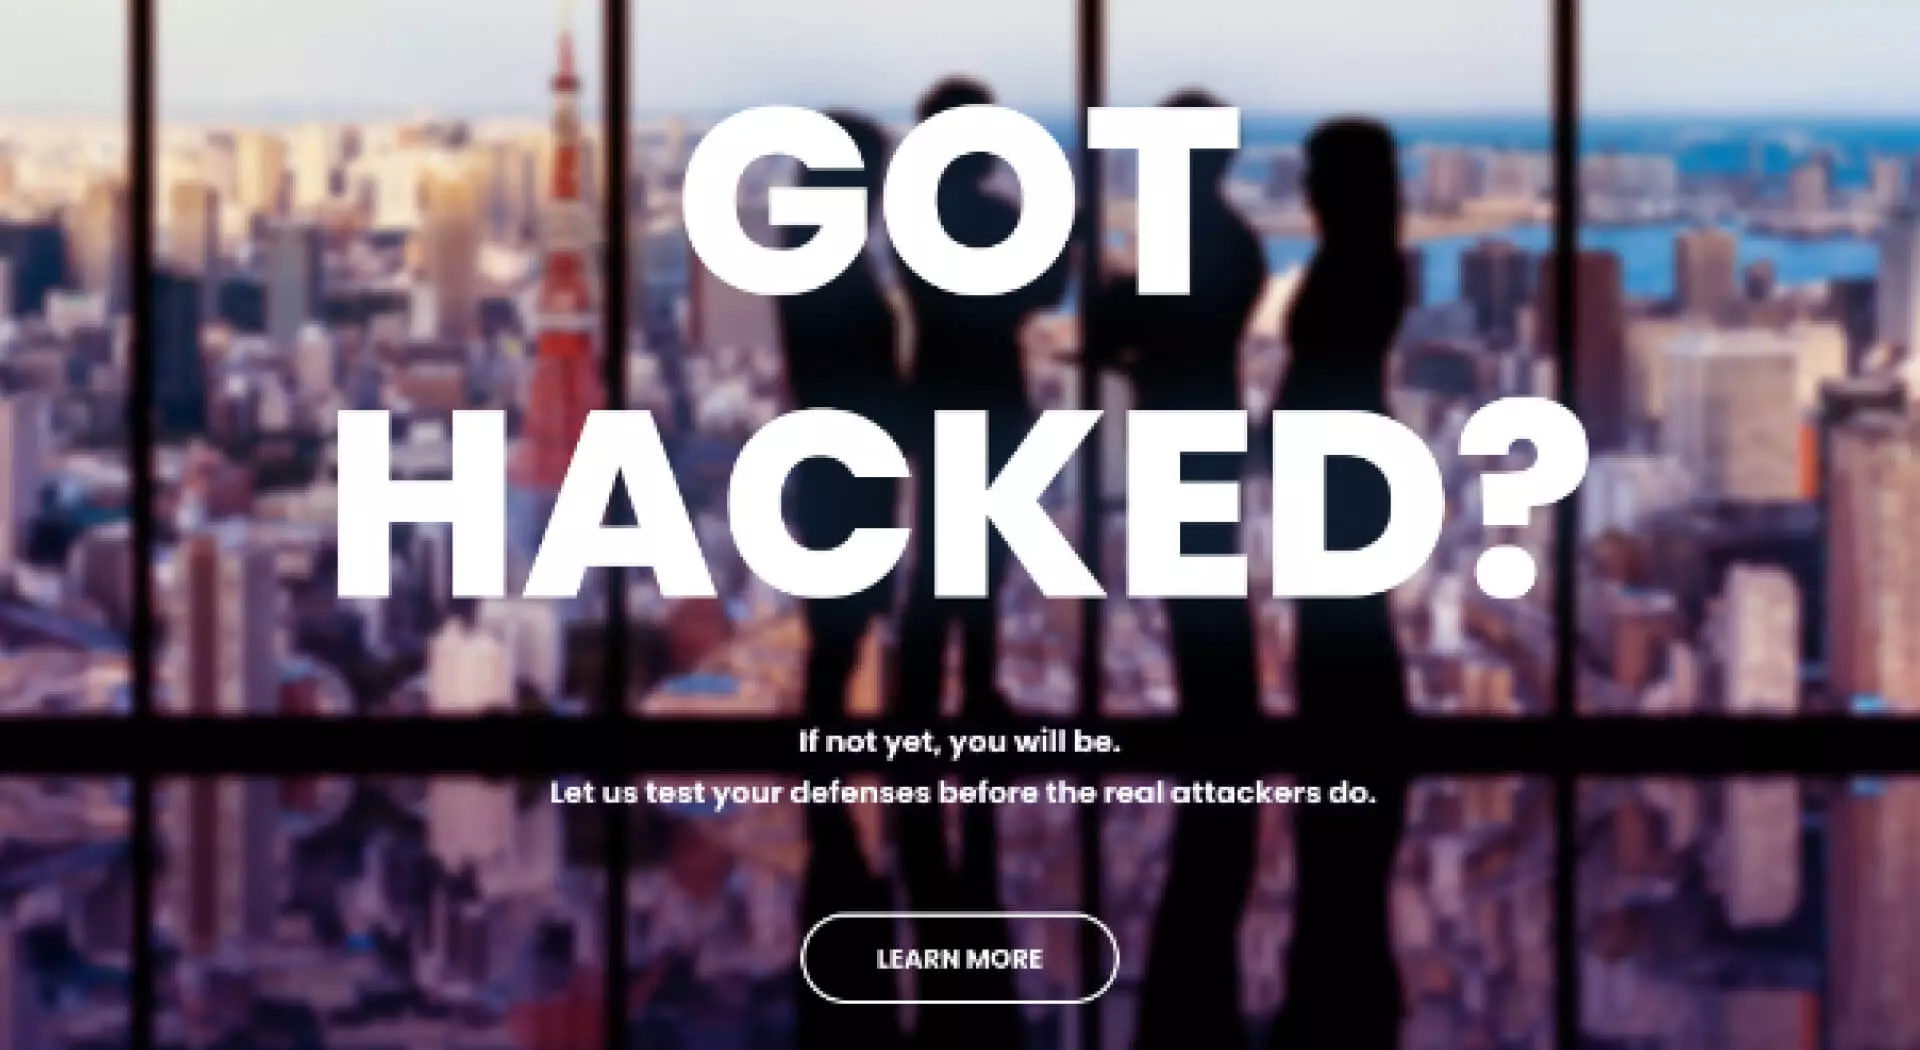 GOT
HACKED?
If not yet, you will be.
Let us test your defenses before the real attackers do.
LEARN MORE